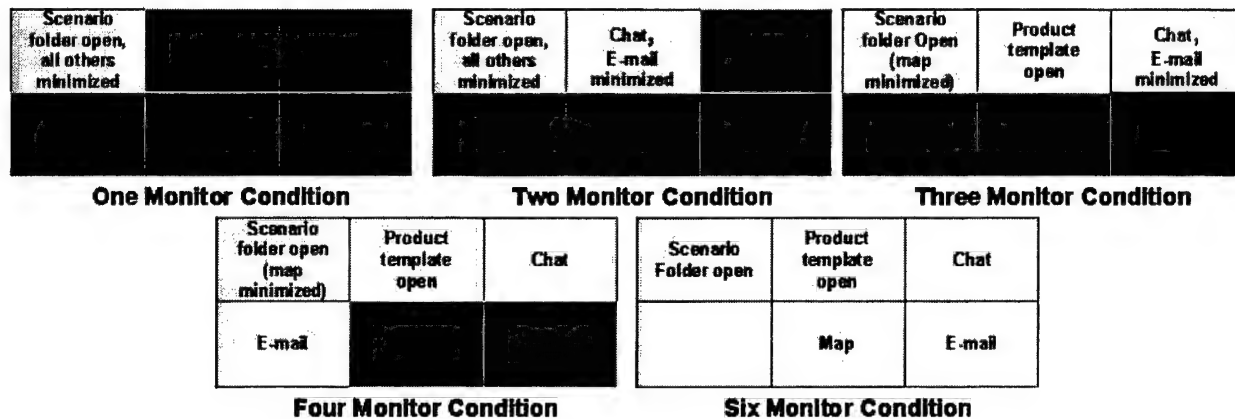 Scenario
folder open,
all others
minimized
Scenario
folder open,
all others
minimized
Chat,
E-mail
minimized
Scenario
folder Open
(map
minimized)
Product
template
open
Chat,
E-mail
minimized
One Monitor Condition
Two Monitor Condition
Three Monitor Condition
Scenario
folder open
(map
minimized)
Product
template
open
Chat
E-mail
Scenario
Folder open
Product
template
open
Chat
Map
E-mail
Four Monitor Condition
Six Monitor Condition